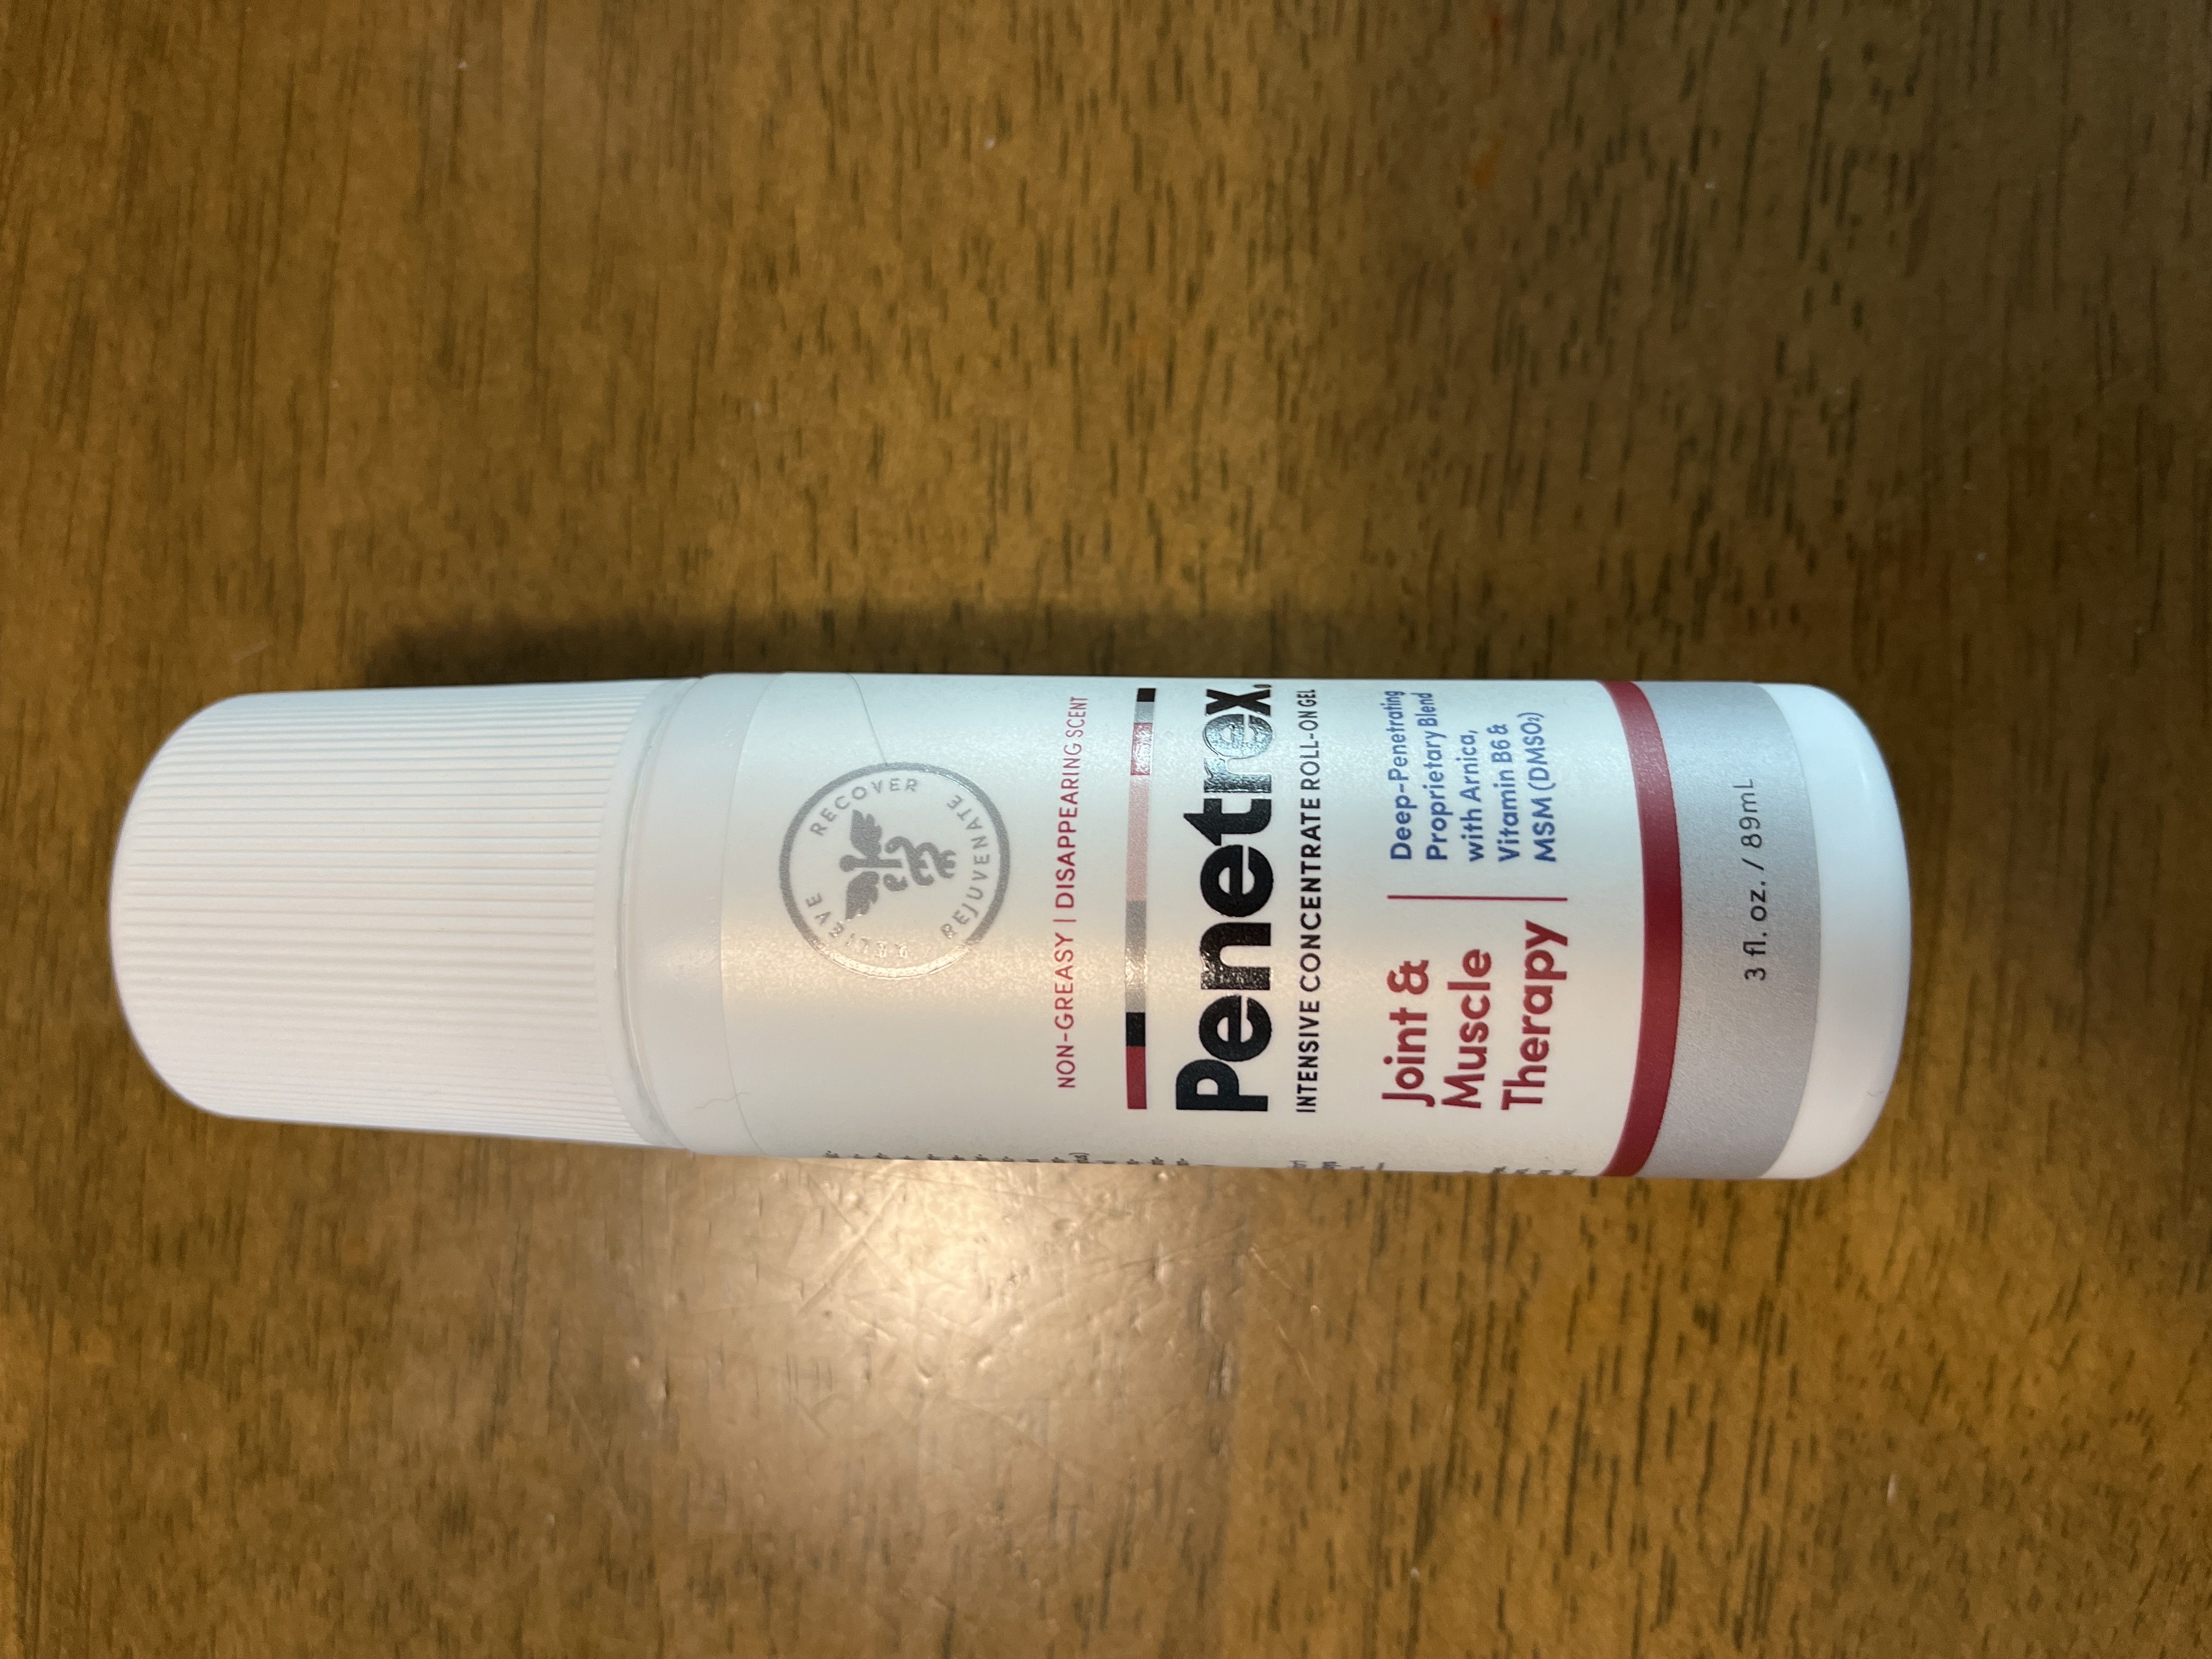 RELIEVE RECOVER REJUVENATE
NON-GREASY | DISAPPEARING SCENT
Penetrex®
INTENSIVE CONCENTRATE ROLL-ON GEL
Joint &
Muscle
Therapy
Deep-Penetrating
Proprietary Blend
with Arnica,
Vitamin B6 &
MSM (DMSO₂)
3 fl. oz. / 89mL